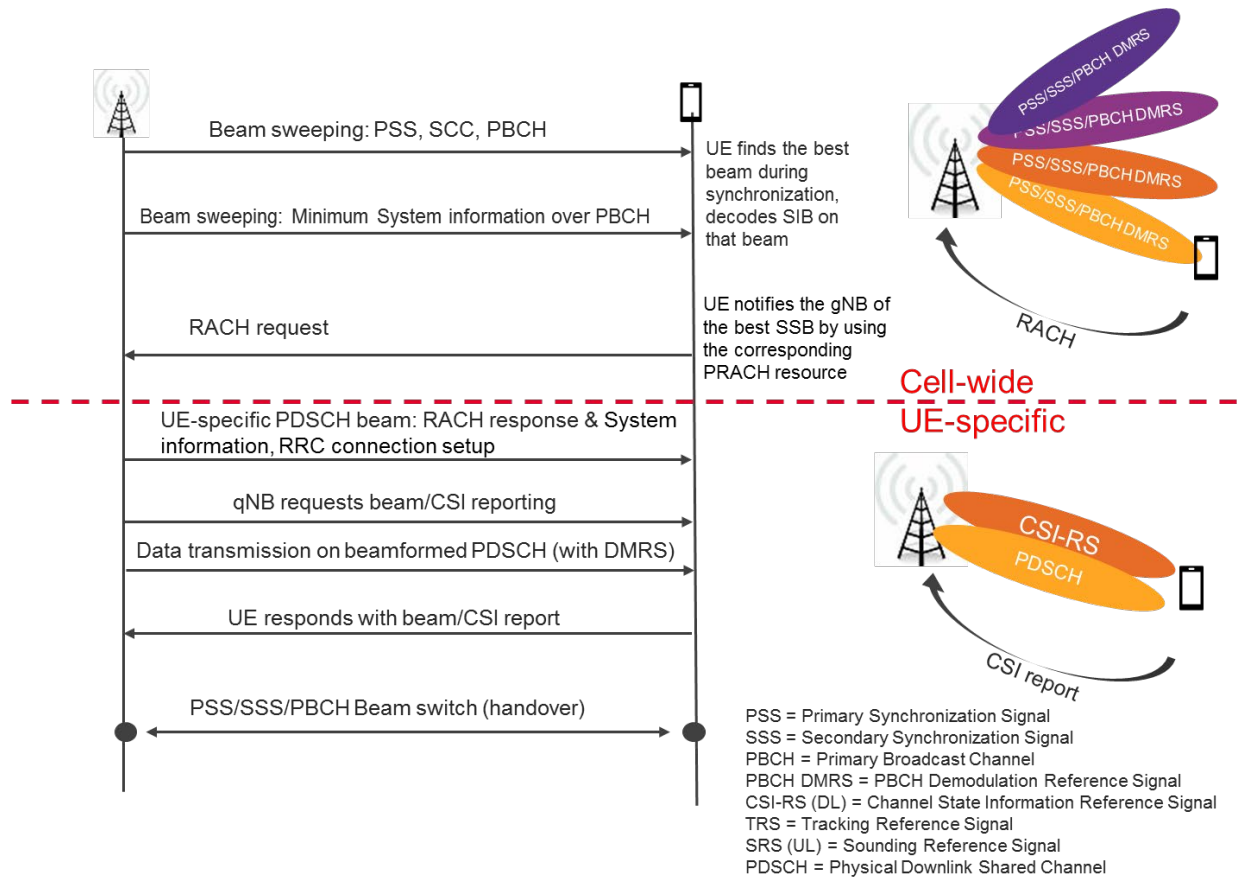 Beam sweeping: PSS, SCC, PBCH
UE finds the best
beam during
synchronization,
decodes SIB on
that beam
Beam sweeping: Minimum System information over PBCH
RACH request
UE notifies the gNB of
the best SSB by using
the corresponding
PRACH resource
PSS/SSS/PBCH DMRS
PSS/SSS/PBCH DMRS
PSS/SSS/PBCH DMRS
PSS/SSS/PBCH DMRS
RACH
Cell-wide
UE-specific
UE-specific PDSCH beam: RACH response & System
information, RRC connection setup
qNB requests beam/CSI reporting
Data transmission on beamformed PDSCH (with DMRS)
UE responds with beam/CSI report
PSS/SSS/PBCH Beam switch (handover)
CSI-RS
PDSCH
CSI report
PSS = Primary Synchronization Signal
SSS = Secondary Synchronization Signal
PBCH = Primary Broadcast Channel
PBCH DMRS = PBCH Demodulation Reference Signal
CSI-RS (DL) = Channel State Information Reference Signal
TRS = Tracking Reference Signal
SRS (UL) = Sounding Reference Signal
PDSCH = Physical Downlink Shared Channel